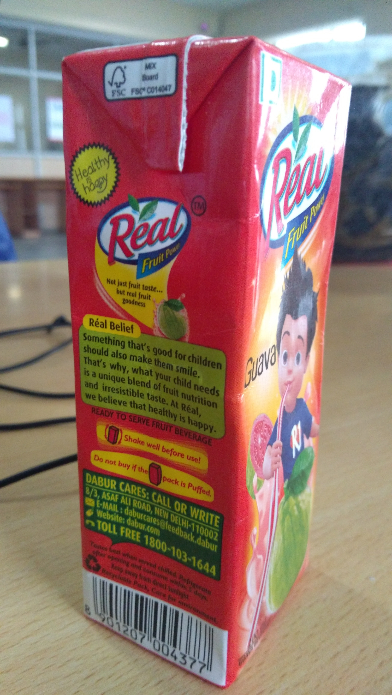 FSC
MIX
Board
FSC® C014047
Healthy
happy
Real
TM
Fruit Power
Not just fruit taste...
but real fruit
goodness
Réal Belief
Something that's good for children
should also make them smile.
That's why, what your child needs
is a unique blend of fruit nutrition
and irresistible taste. At Réal,
we believe that healthy is happy.
READY TO SERVE FRUIT BEVERAGE
Shake well before use!
Do not buy if the pack is Puffed.
DABUR CARES: CALL OR WRITE
8/3, ASAF ALI ROAD, NEW DELHI-110002
E-MAIL: daburcares@feedback.dabur
Website: dabur.com
TOLL FREE 1800-103-1644
8 901207 004377
D
Real
Fruit Power
Guava
R